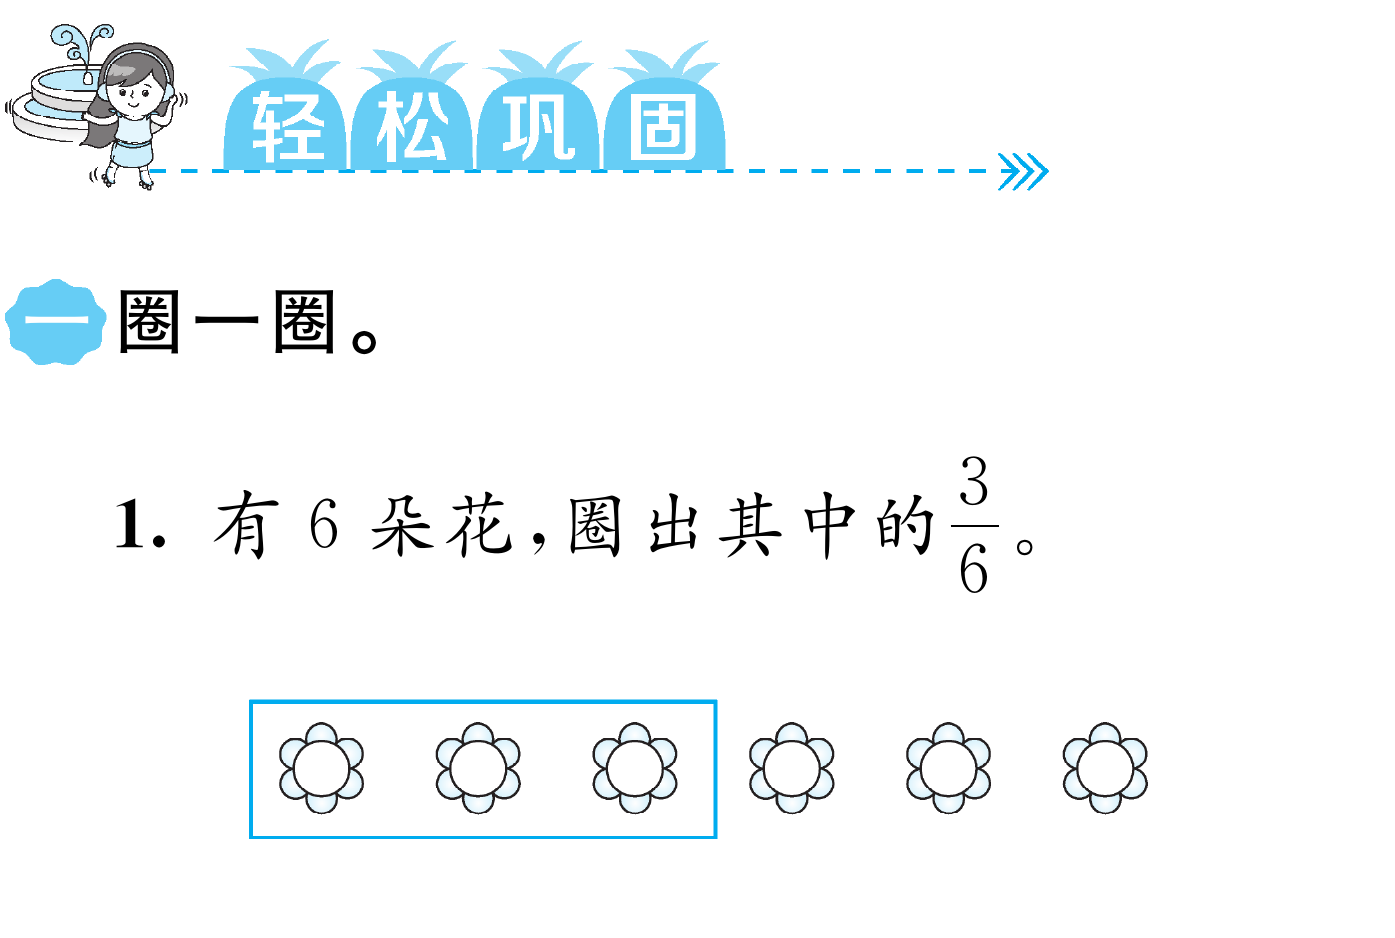 轻松巩固
一 圈一圈。
1. 有 6 朵花,圈出其中的 3/6。